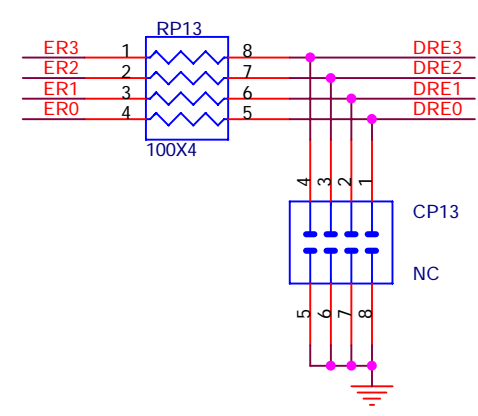 RP13
ER3 1 8 DRE3
ER2 2 7 DRE2
ER1 3 6 DRE1
ER0 4 5 DRE0
100X4
4 3 2 1
CP13
NC
5 6 7 8